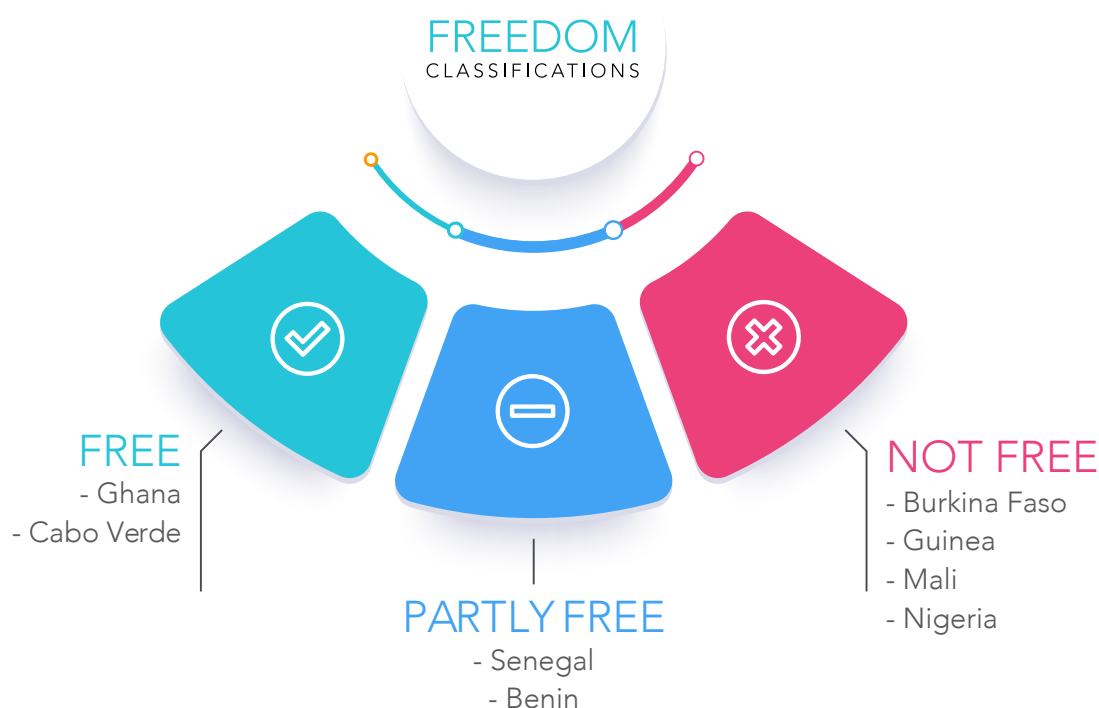 FREEDOM
CLASSIFICATIONS
FREE
- Ghana
- Cabo Verde
PARTLY FREE
- Senegal
- Benin
NOT FREE
- Burkina Faso
- Guinea
- Mali
- Nigeria